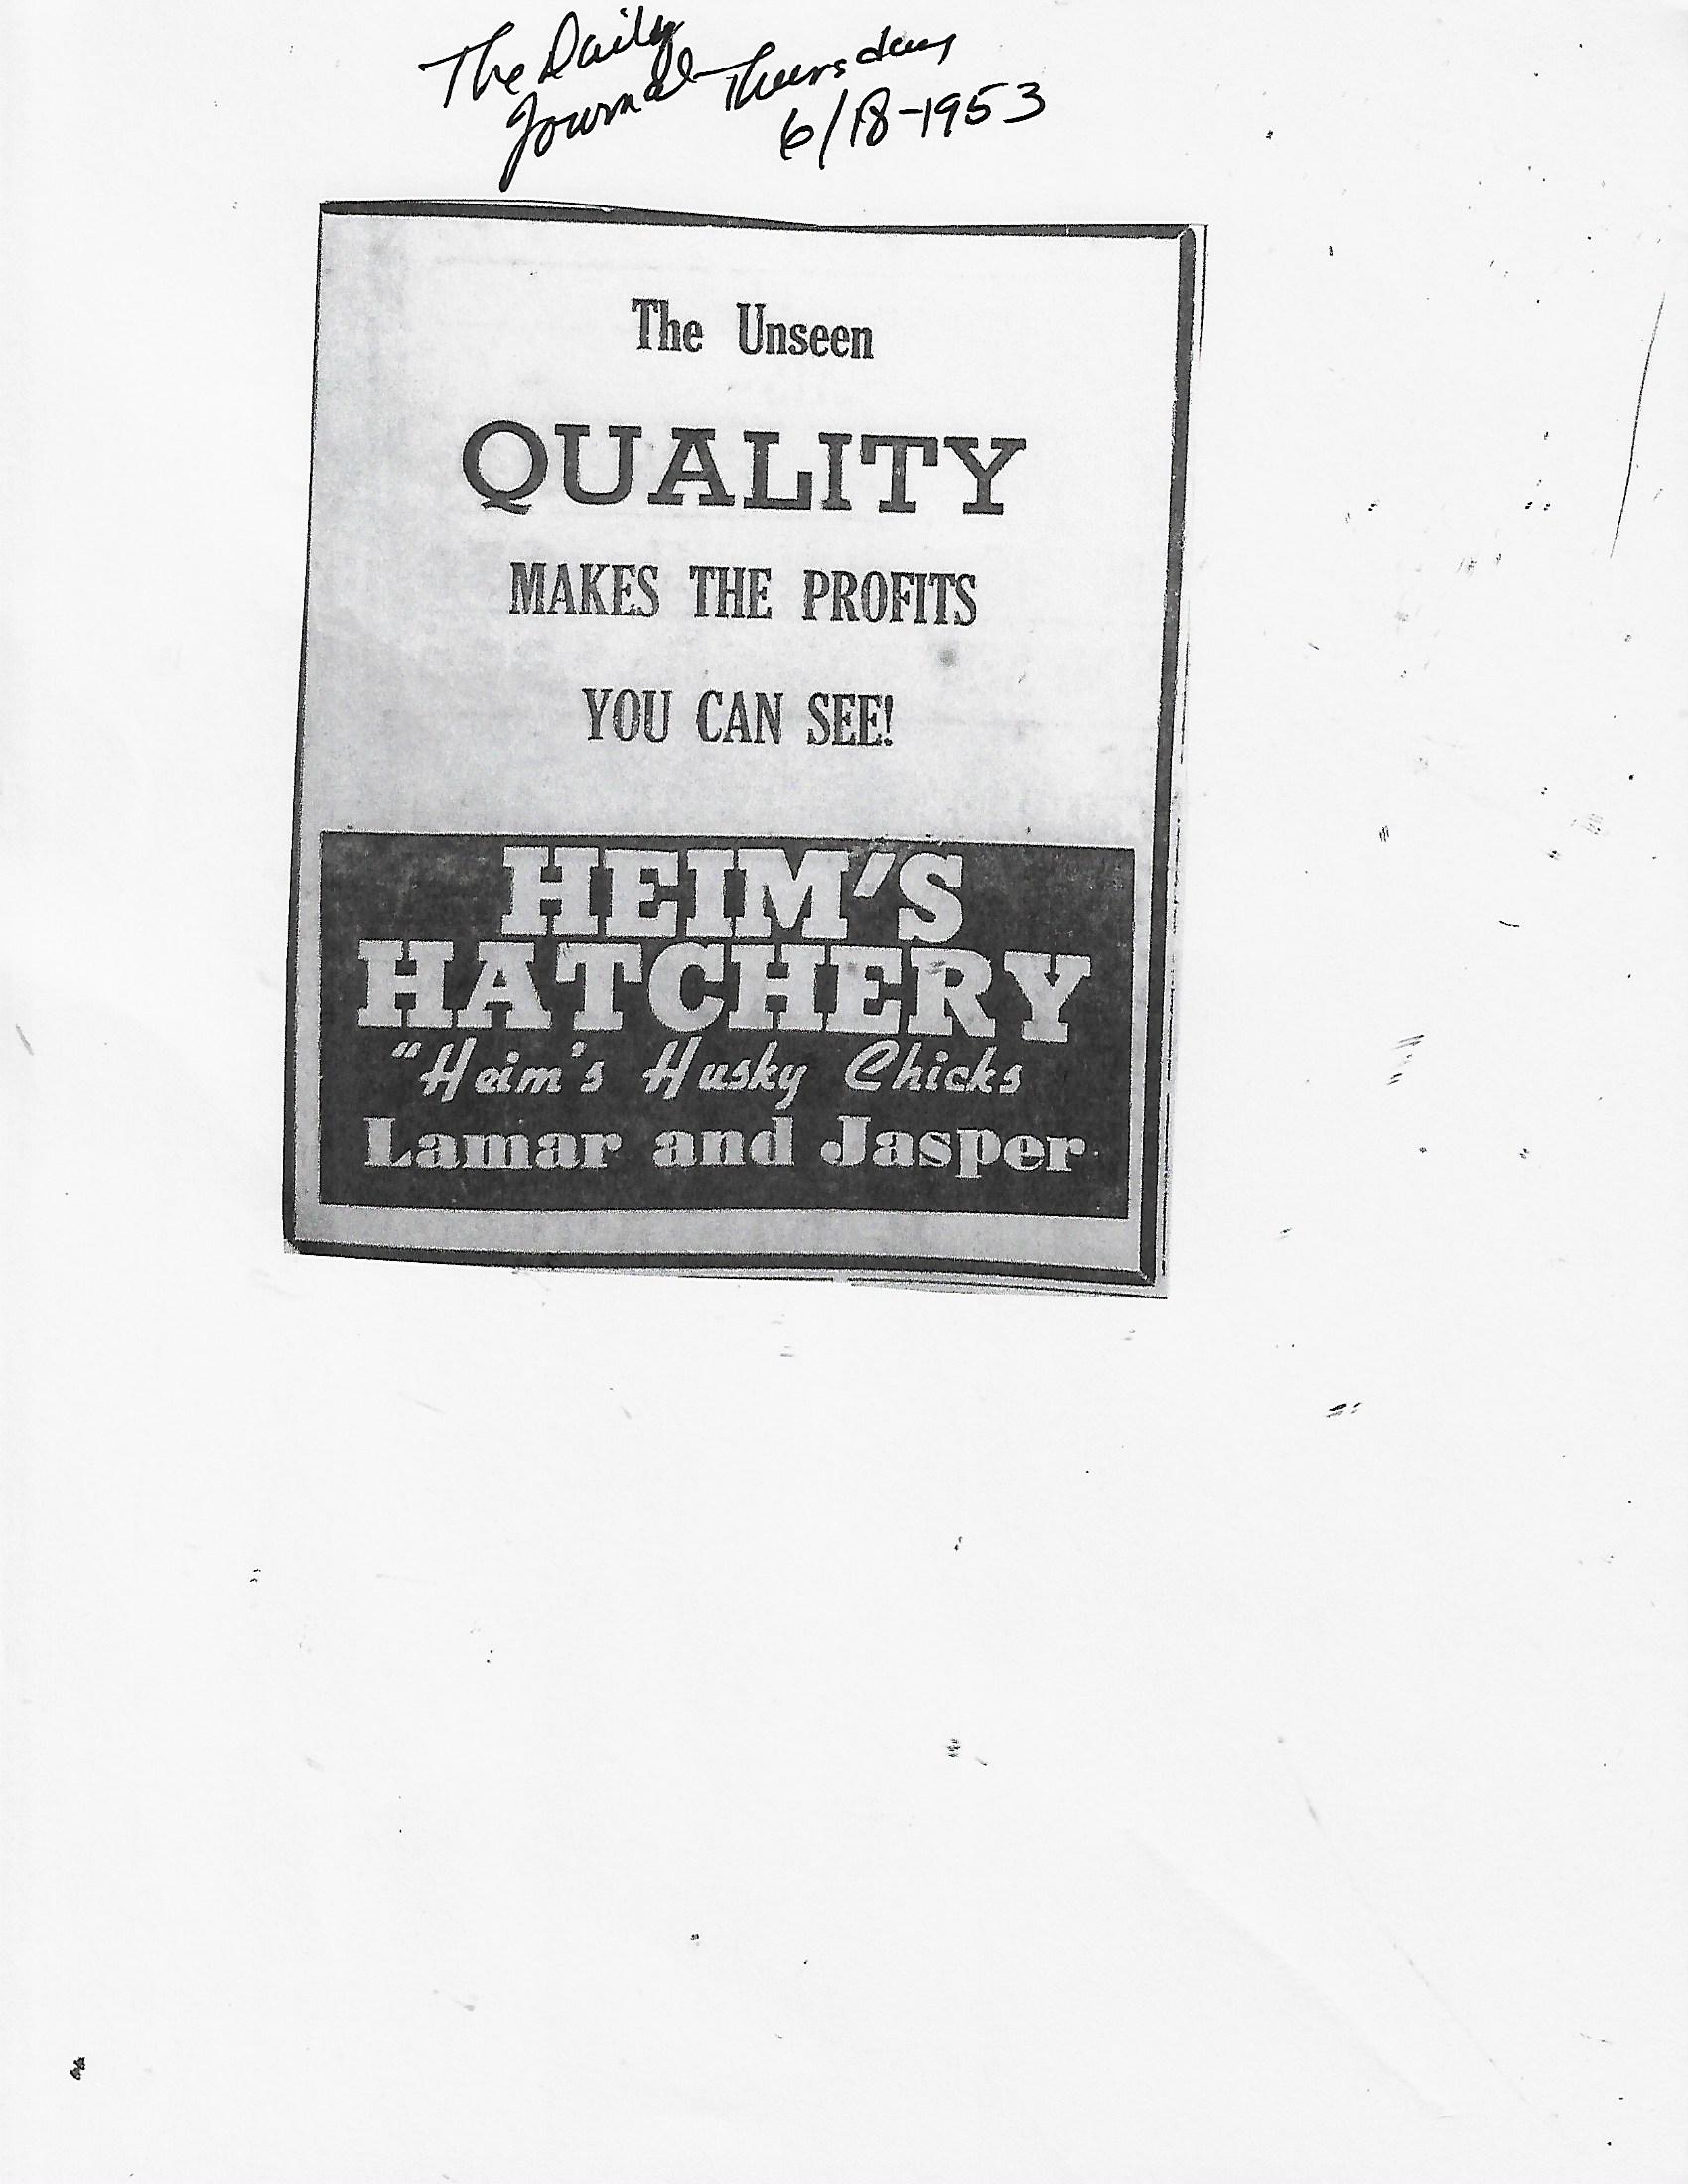 The Daily
Journal-Thursday
6/18-1953
The Unseen
QUALITY
MAKES THE PROFITS
YOU CAN SEE!
HEIM'S
HATCHERY
"Heim's Husky Chicks
Lamar and Jasper